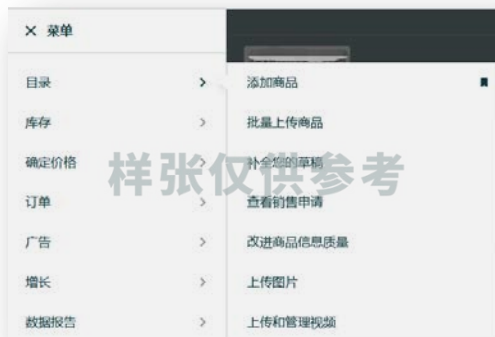 × 菜单
目录
库存
确定价格
订单
广告
增长
数据报告
添加商品
批量上传商品
补全您的草稿
查看销售申请
改进商品信息质量
上传图片
上传和管理视频
样张仅供参考